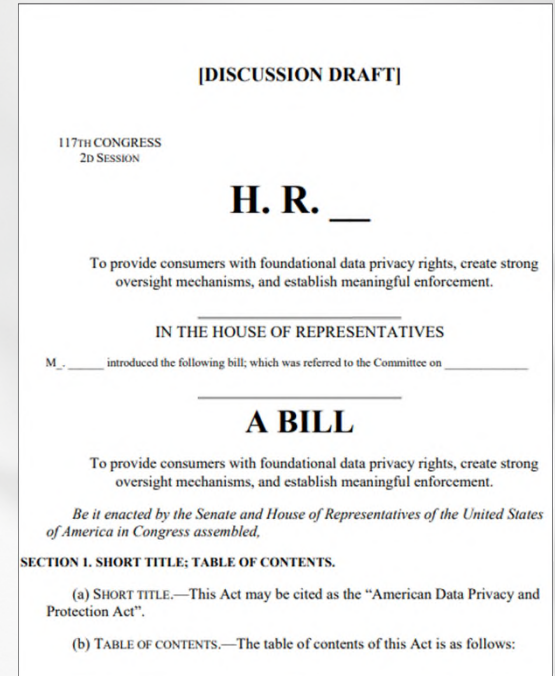 [DISCUSSION DRAFT]
117TH CONGRESS
2D SESSION
H. R. __
To provide consumers with foundational data privacy rights, create strong
oversight mechanisms, and establish meaningful enforcement.
IN THE HOUSE OF REPRESENTATIVES
M_. ______ introduced the following bill; which was referred to the Committee on ______________
A BILL
To provide consumers with foundational data privacy rights, create strong
oversight mechanisms, and establish meaningful enforcement.
Be it enacted by the Senate and House of Representatives of the United States
of America in Congress assembled,
SECTION 1. SHORT TITLE; TABLE OF CONTENTS.
(a) SHORT TITLE.—This Act may be cited as the “American Data Privacy and
Protection Act”.
(b) TABLE OF CONTENTS.—The table of contents of this Act is as follows: